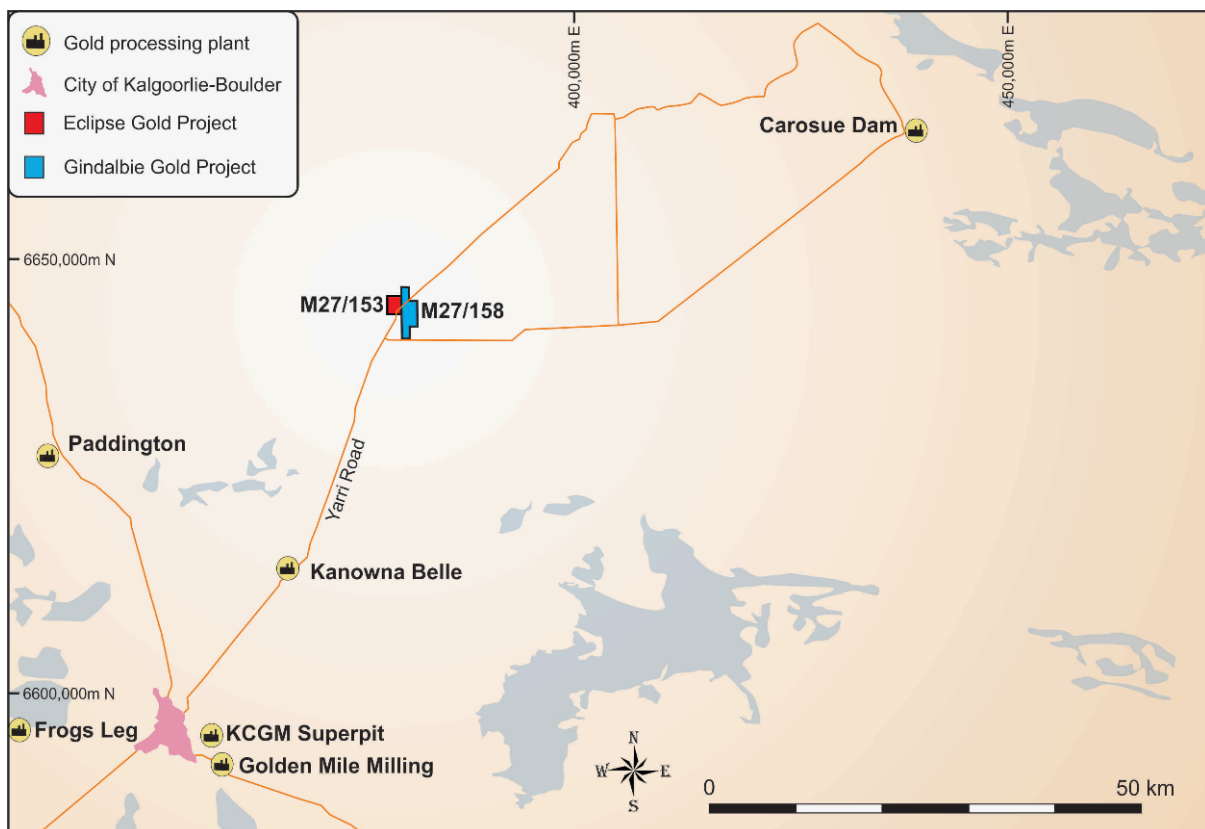 Gold processing plant
City of Kalgoorlie-Boulder
Eclipse Gold Project
Gindalbie Gold Project
400,000m E
450,000m E
Carosue Dam
6650,000m N
M27/153
M27/158
Paddington
Yarri Road
Kanowna Belle
6600,000m N
Frogs Leg
KCGM Superpit
Golden Mile Milling
N
W
E
S
0
50 km